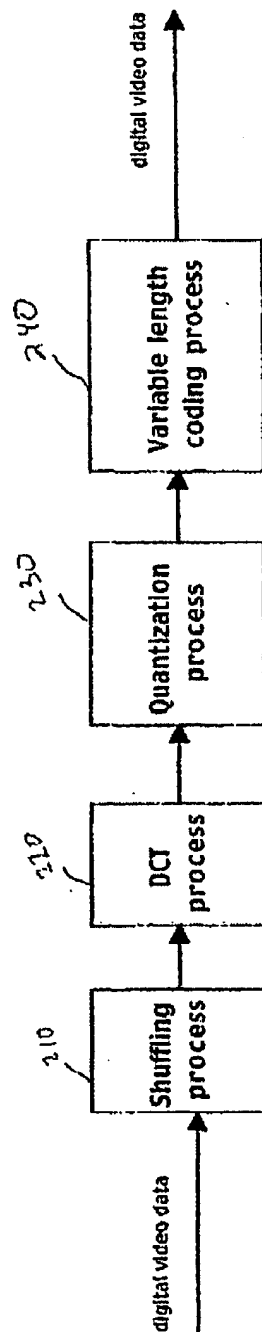 digital video data
210
Shuffling
process
220
DCT
process
230
Quantization
process
240
Variable length
coding process
digital video data